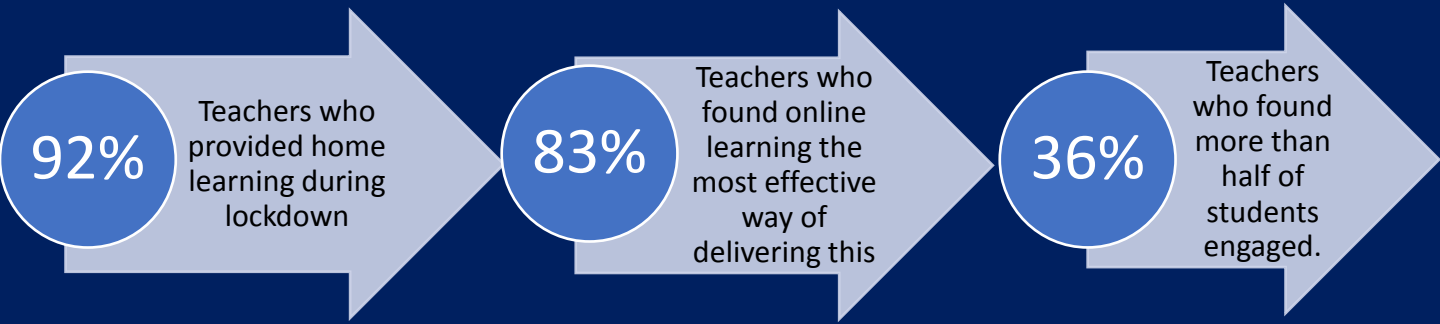 92%
Teachers who
provided home
learning during
lockdown
83%
Teachers who
found online
learning the
most effective
way of
delivering this
36%
Teachers
who found
more than
half of
students
engaged.